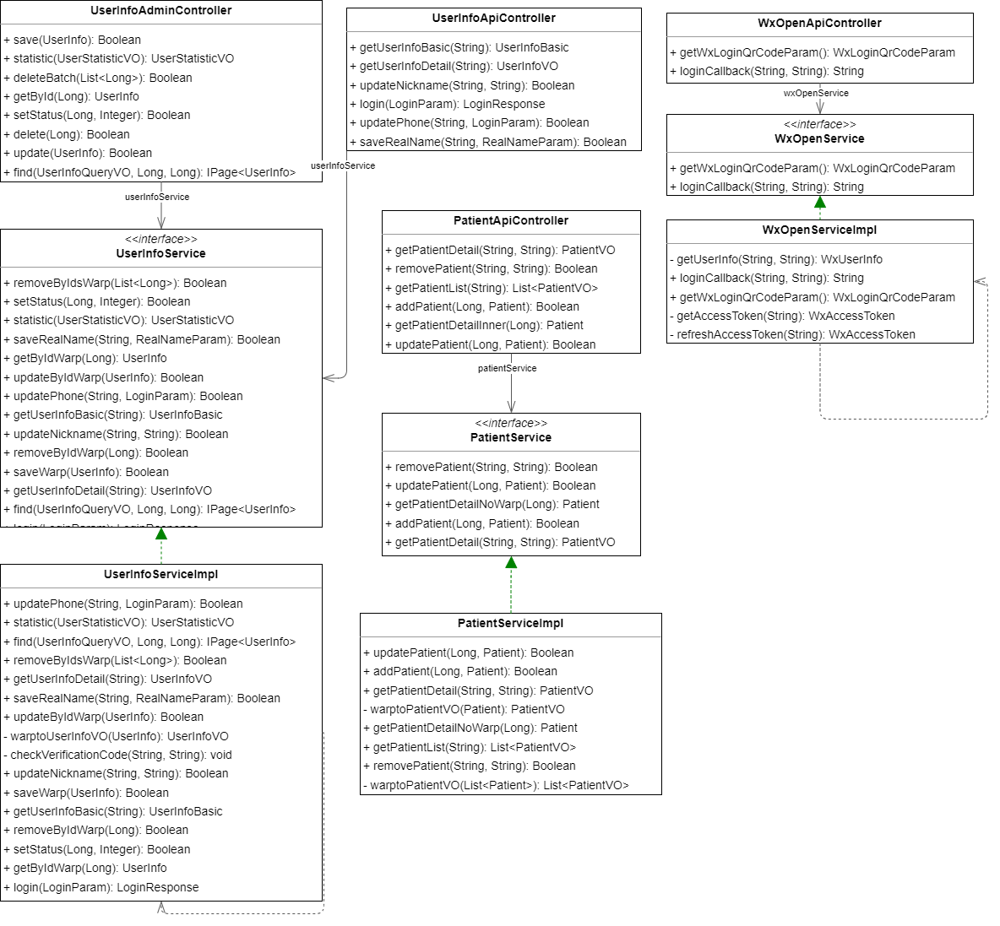 UserInfoAdminController
+ save(UserInfo): Boolean
+ statistic(UserStatisticVO): UserStatisticVO
+ deleteBatch(List<Long>): Boolean
+ getById(Long): UserInfo
+ setStatus(Long, Integer): Boolean
+ delete(Long): Boolean
+ update(UserInfo): Boolean
+ find(UserInfoQueryVO, Long, Long): IPage<UserInfo>
userInfoService
<<interface>>
UserInfoService
+ removeByIdsWarp(List<Long>): Boolean
+ setStatus(Long, Integer): Boolean
+ statistic(UserStatisticVO): UserStatisticVO
+ saveRealName(String, RealNameParam): Boolean
+ getByIdWarp(Long): UserInfo
+ updateByIdWarp(UserInfo): Boolean
+ updatePhone(String, LoginParam): Boolean
+ getUserInfoBasic(String): UserInfoBasic
+ updateNickname(String, String): Boolean
+ removeByIdWarp(Long): Boolean
+ saveWarp(UserInfo): Boolean
+ getUserInfoDetail(String): UserInfoVO
+ find(UserInfoQueryVO, Long, Long): IPage<UserInfo>
+ login(LoginParam): LoginResponse
UserInfoServiceImpl
+ updatePhone(String, LoginParam): Boolean
+ statistic(UserStatisticVO): UserStatisticVO
+ find(UserInfoQueryVO, Long, Long): IPage<UserInfo>
+ removeByIdsWarp(List<Long>): Boolean
+ getUserInfoDetail(String): UserInfoVO
+ saveRealName(String, RealNameParam): Boolean
+ updateByIdWarp(UserInfo): Boolean
- warptoUserInfoVO(UserInfo): UserInfoVO
- checkVerificationCode(String, String): void
+ updateNickname(String, String): Boolean
+ saveWarp(UserInfo): Boolean
+ getUserInfoBasic(String): UserInfoBasic
+ removeByIdWarp(Long): Boolean
+ setStatus(Long, Integer): Boolean
+ getByIdWarp(Long): UserInfo
+ login(LoginParam): LoginResponse
UserInfoApiController
+ getUserInfoBasic(String): UserInfoBasic
+ getUserInfoDetail(String): UserInfoVO
+ updateNickname(String, String): Boolean
+ login(LoginParam): LoginResponse
+ updatePhone(String, LoginParam): Boolean
+ saveRealName(String, RealNameParam): Boolean
userInfoService
PatientApiController
+ getPatientDetail(String, String): PatientVO
+ removePatient(String, String): Boolean
+ getPatientList(String): List<PatientVO>
+ addPatient(Long, Patient): Boolean
+ getPatientDetailInner(Long): Patient
+ updatePatient(Long, Patient): Boolean
patientService
<<interface>>
PatientService
+ removePatient(String, String): Boolean
+ updatePatient(Long, Patient): Boolean
+ getPatientDetailNoWarp(Long): Patient
+ addPatient(Long, Patient): Boolean
+ getPatientDetail(String, String): PatientVO
PatientServiceImpl
+ updatePatient(Long, Patient): Boolean
+ addPatient(Long, Patient): Boolean
+ getPatientDetail(String, String): PatientVO
- warptoPatientVO(Patient): PatientVO
+ getPatientDetailNoWarp(Long): Patient
+ getPatientList(String): List<PatientVO>
+ removePatient(String, String): Boolean
- warptoPatientVO(List<Patient>): List<PatientVO>
WxOpenApiController
+ getWxLoginQrCodeParam(): WxLoginQrCodeParam
+ loginCallback(String, String): String
wxOpenService
<<interface>>
WxOpenService
+ getWxLoginQrCodeParam(): WxLoginQrCodeParam
+ loginCallback(String, String): String
WxOpenServiceImpl
- getUserInfo(String, String): WxUserInfo
+ loginCallback(String, String): String
+ getWxLoginQrCodeParam(): WxLoginQrCodeParam
- getAccessToken(String): WxAccessToken
- refreshAccessToken(String): WxAccessToken